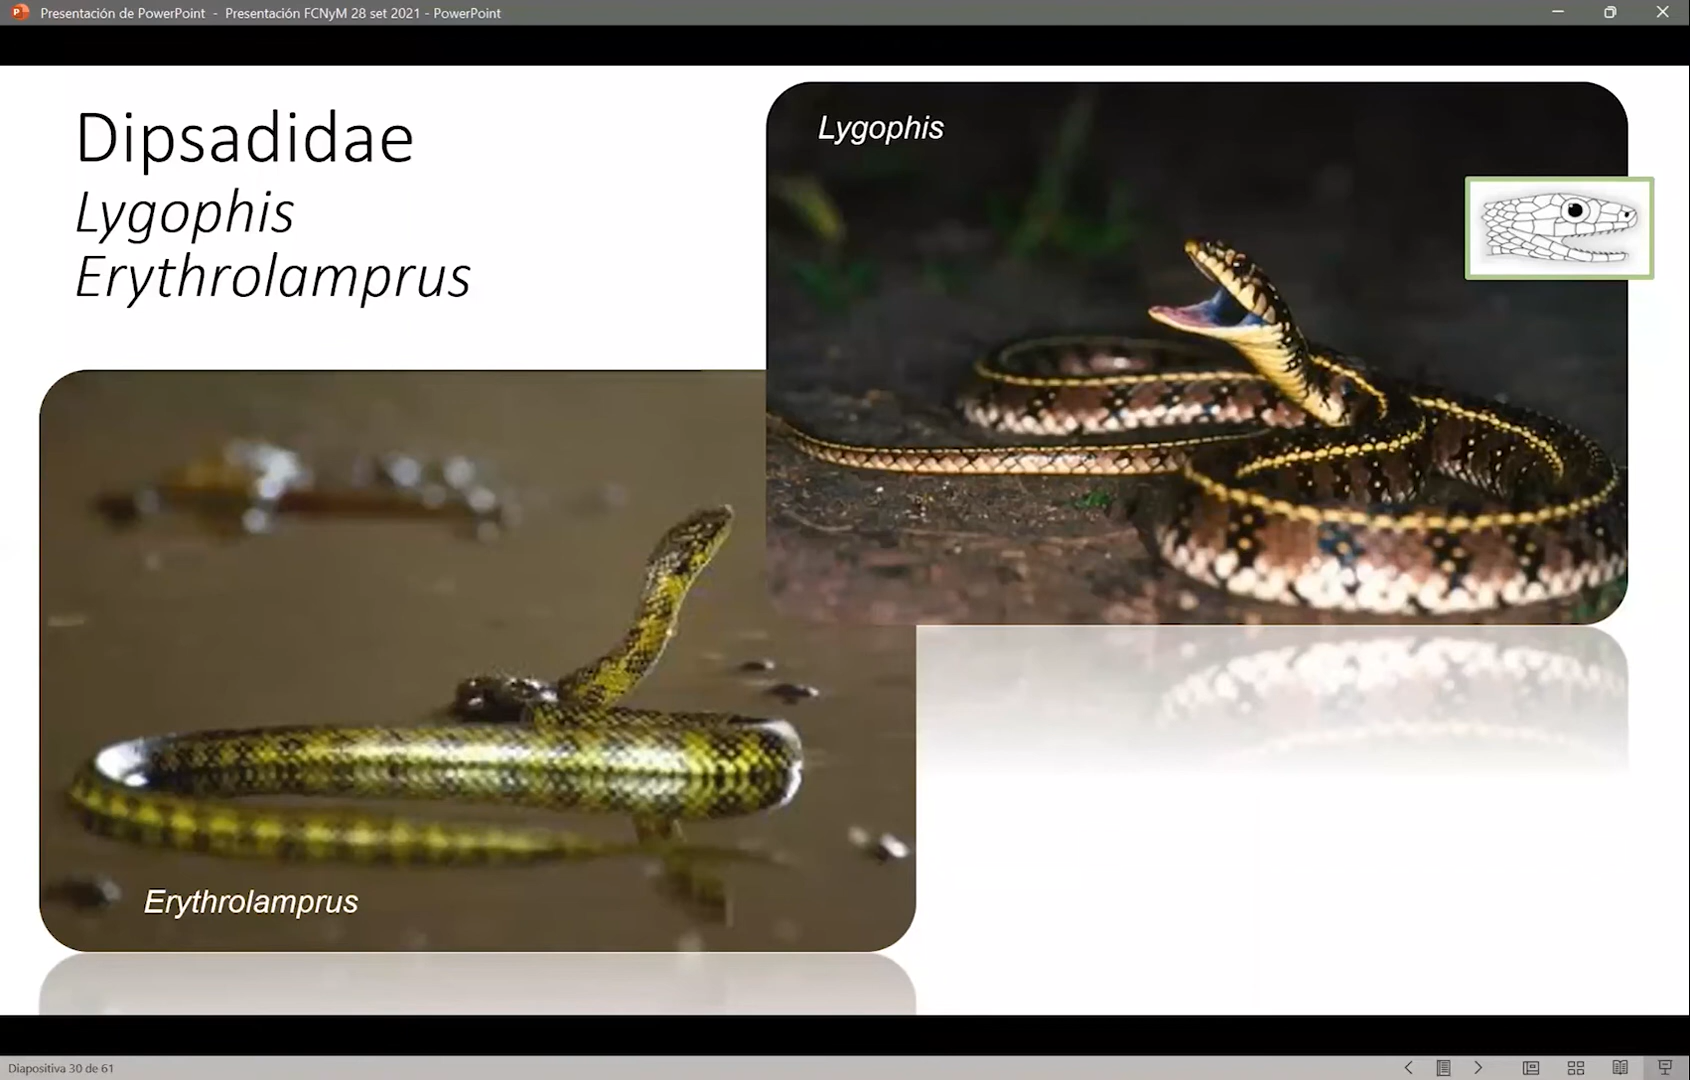 Presentación de PowerPoint - Presentación FCNyM 28 set 2021 - PowerPoint
Dipsadidae
Lygophis
Erythrolamprus
Lygophis
Erythrolamprus
Diapositiva 30 de 61